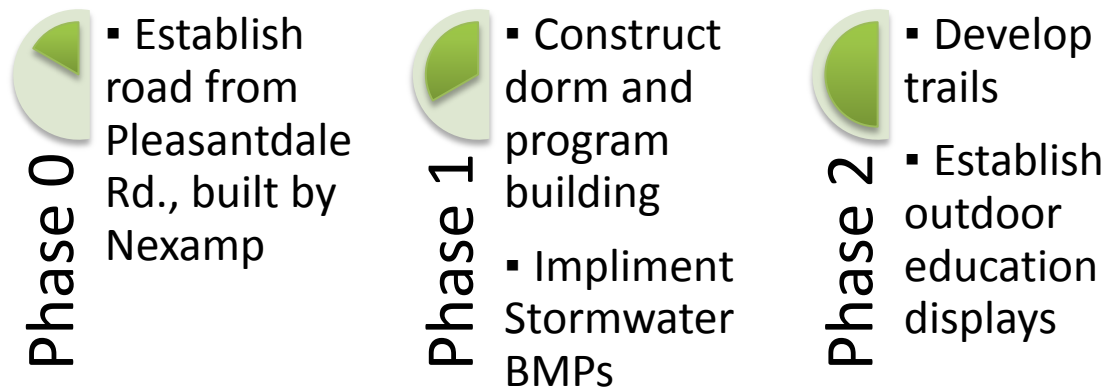 Phase 0
▪ Establish
road from
Pleasantdale
Rd., built by
Nexamp
Phase 1
▪ Construct
dorm and
program
building
▪ Impliment
Stormwater
BMPs
Phase 2
▪ Develop
trails
▪ Establish
outdoor
education
displays